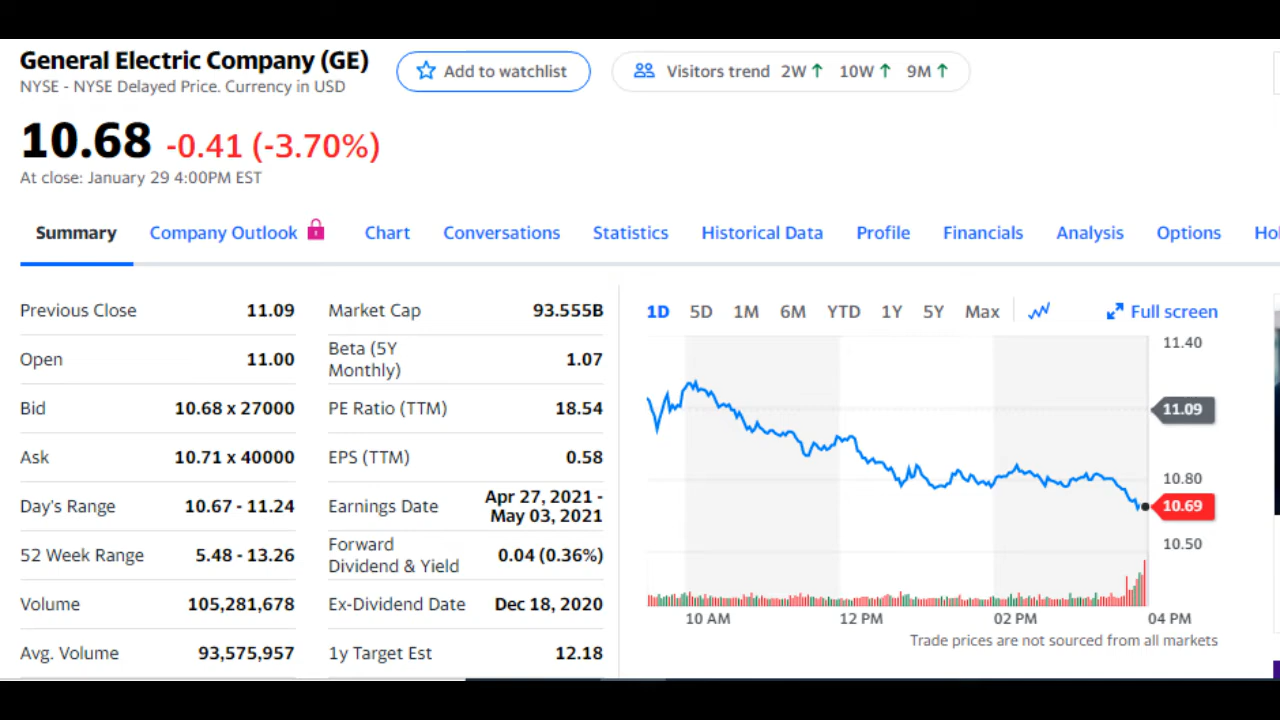 General Electric Company (GE)
NYSE - NYSE Delayed Price. Currency in USD
Add to watchlist
Visitors trend 2W↑ 10W↑ 9M↑
10.68 -0.41 (-3.70%)
At close: January 29 4:00PM EST
Summary Company Outlook Chart Conversations Statistics Historical Data Profile Financials Analysis Options Hol
Previous Close 11.09
Open 11.00
Bid 10.68 x 27000
Ask 10.71 x 40000
Day's Range 10.67 - 11.24
52 Week Range 5.48 - 13.26
Volume 105,281,678
Avg. Volume 93,575,957
Market Cap 93.555B
Beta (5Y
Monthly) 1.07
PE Ratio (TTM) 18.54
EPS (TTM) 0.58
Earnings Date Apr 27, 2021 -
May 03, 2021
Forward
Dividend & Yield 0.04 (0.36%)
Ex-Dividend Date Dec 18, 2020
1y Target Est 12.18
1D 5D 1M 6M YTD 1Y 5Y Max Full screen
11.40
11.09
10.80
10.69
10.50
10 AM 12 PM 02 PM 04 PM
Trade prices are not sourced from all markets